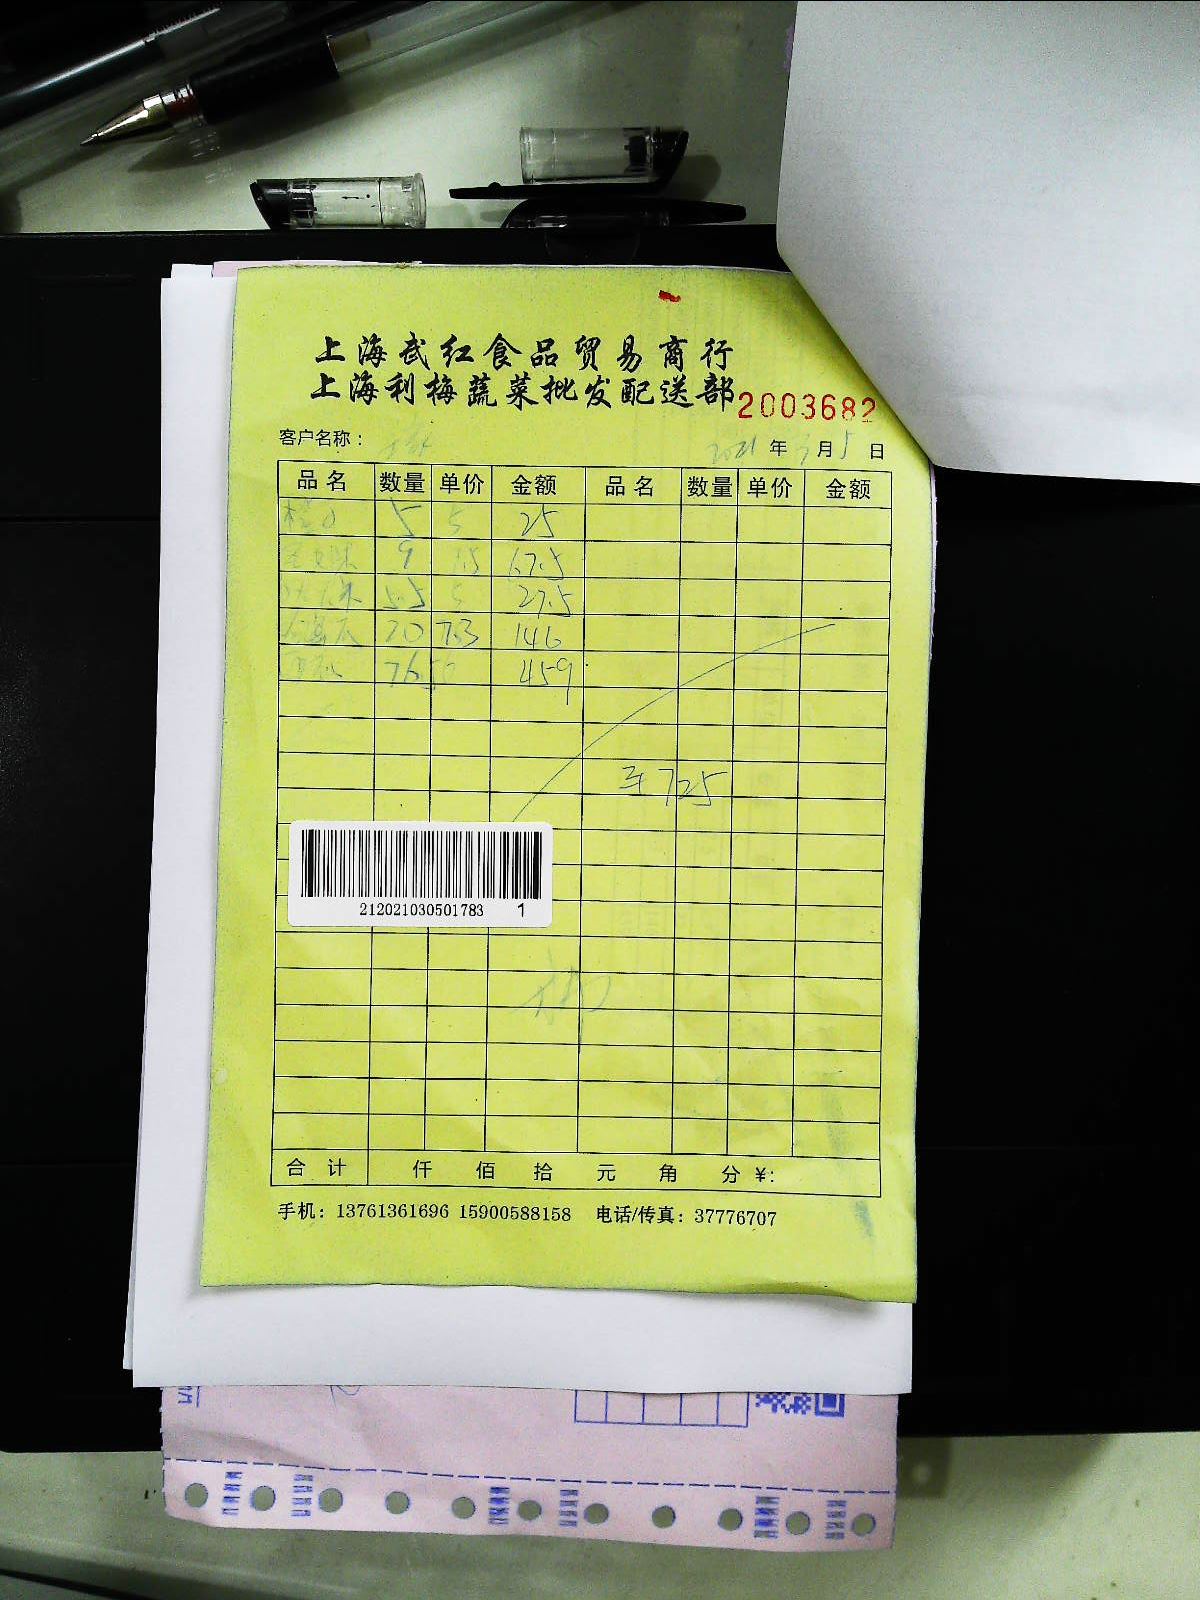 上海武红食品贸易商行
上海利梅蔬菜批发配送部
2003682
客户名称：
2021 年 3 月 5 日
品名 数量 单价 金额 品名 数量 单价 金额
5 5 25
9 7.5 67.5
5.5 5 27.5
20 7.3 146
76.5 6 459
725
212021030501783 1
合计 仟 佰 拾 元 角 分 ¥:
手机：13761361696 15900588158 电话/传真：37776707